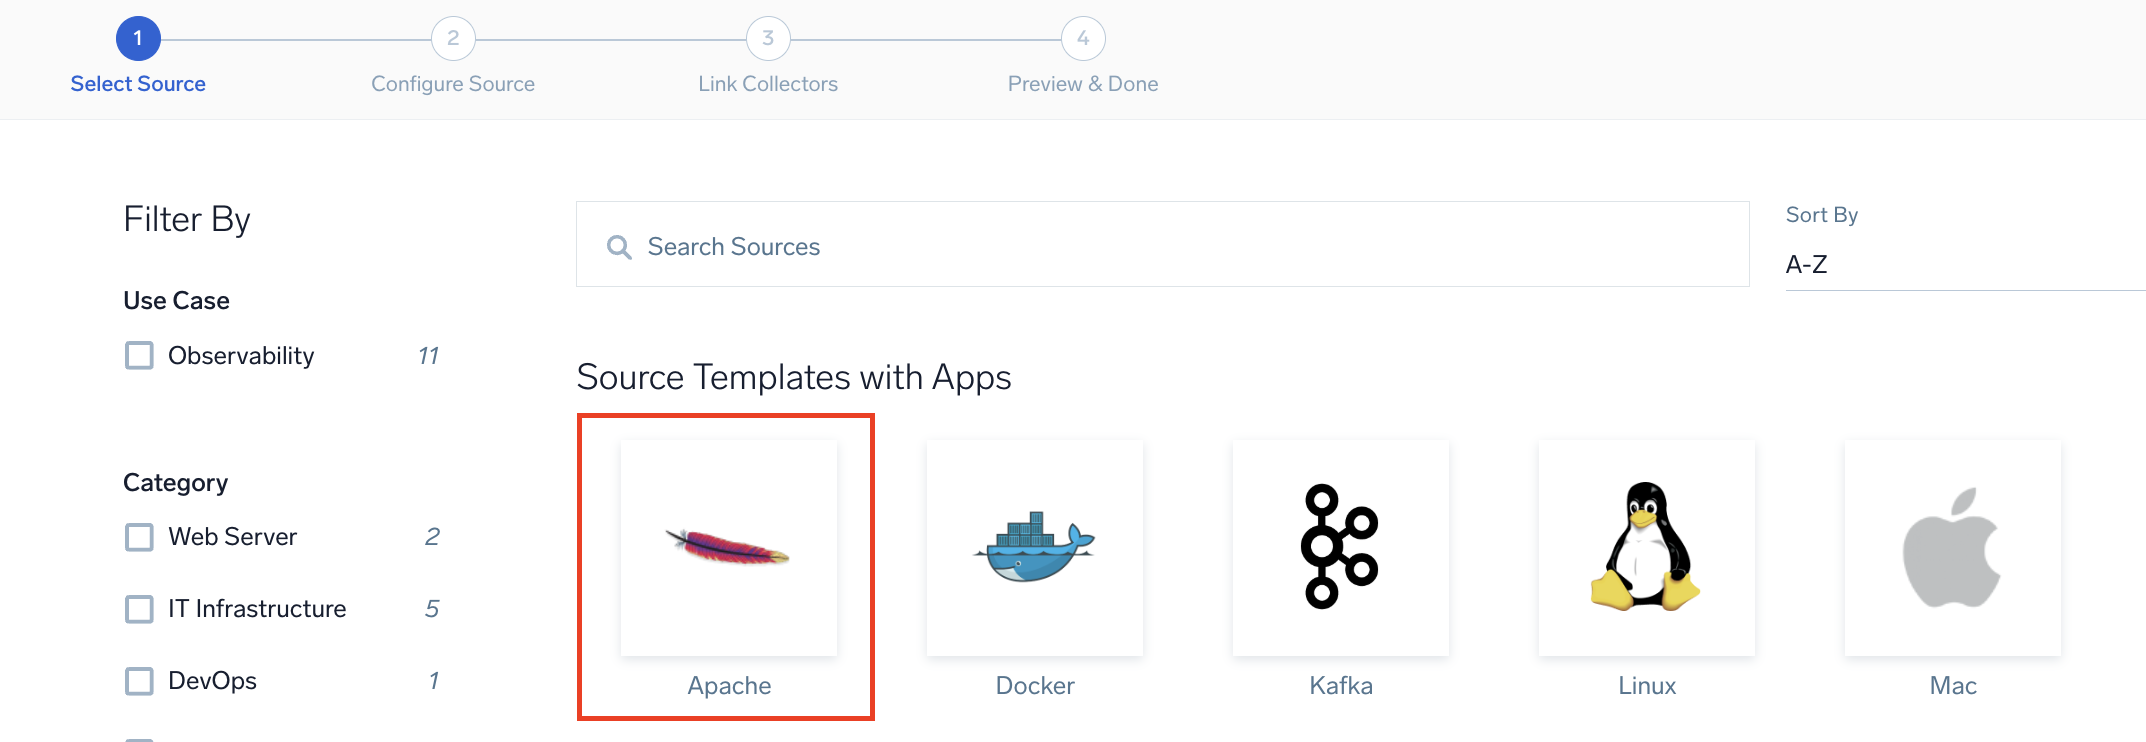 1
2
3
4
Select Source
Configure Source
Link Collectors
Preview & Done
Filter By
Use Case
Observability 11
Category
Web Server 2
IT Infrastructure 5
DevOps 1
Search Sources
Sort By
A-Z
Source Templates with Apps
Apache
Docker
Kafka
Linux
Mac